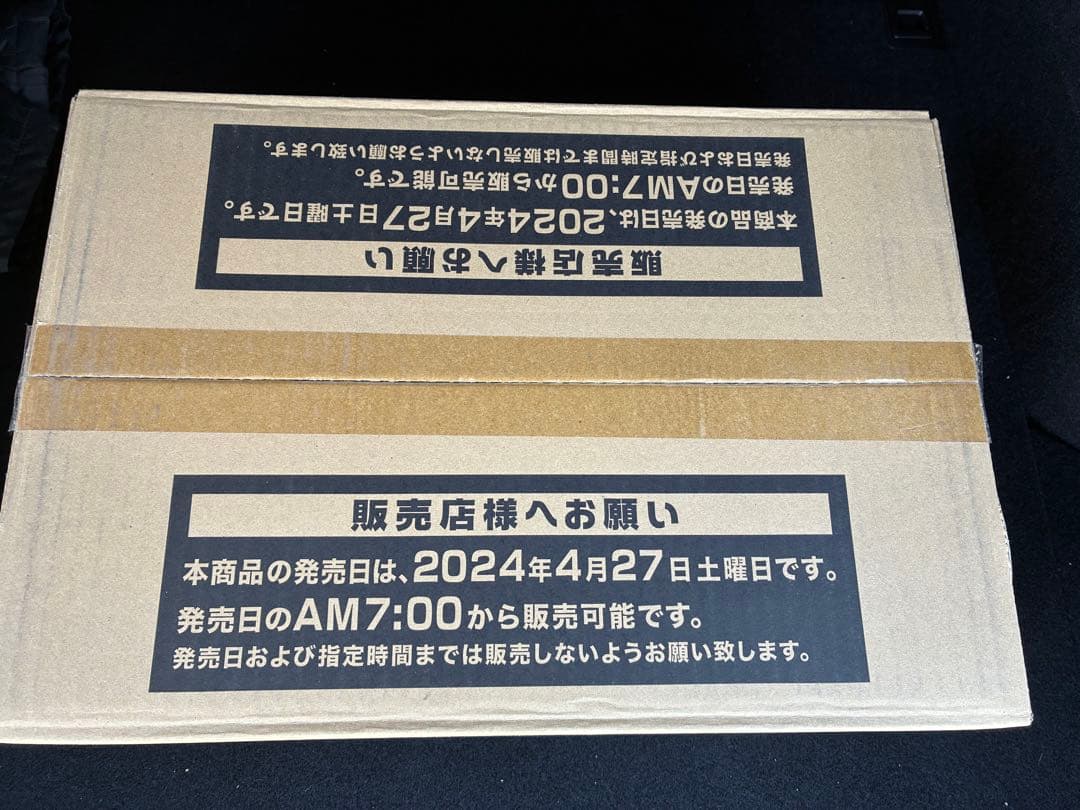 販売店様へお願い
本商品の発売日は、2024年4月27日土曜日です。
発売日のAM7:00から販売可能です。
発売日および指定時間までは販売しないようお願い致します。
販売店様へお願い
本商品の発売日は、2024年4月27日土曜日です。
発売日のAM7:00から販売可能です。
発売日および指定時間までは販売しないようお願い致します。